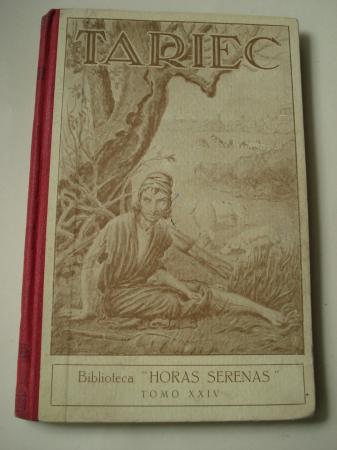 TARIEC
Biblioteca "HORAS SERENAS"
TOMO XXIV